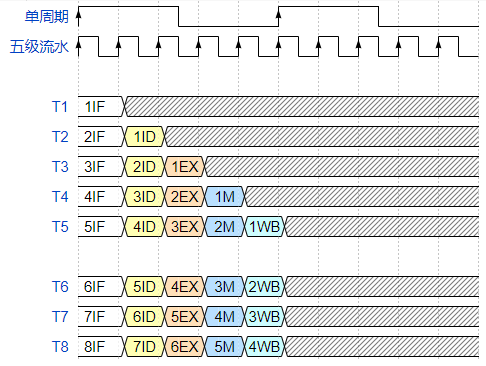 单周期
五级流水
T1 1IF
T2 2IF 1ID
T3 3IF 2ID 1EX
T4 4IF 3ID 2EX 1M
T5 5IF 4ID 3EX 2M 1WB
T6 6IF 5ID 4EX 3M 2WB
T7 7IF 6ID 5EX 4M 3WB
T8 8IF 7ID 6EX 5M 4WB